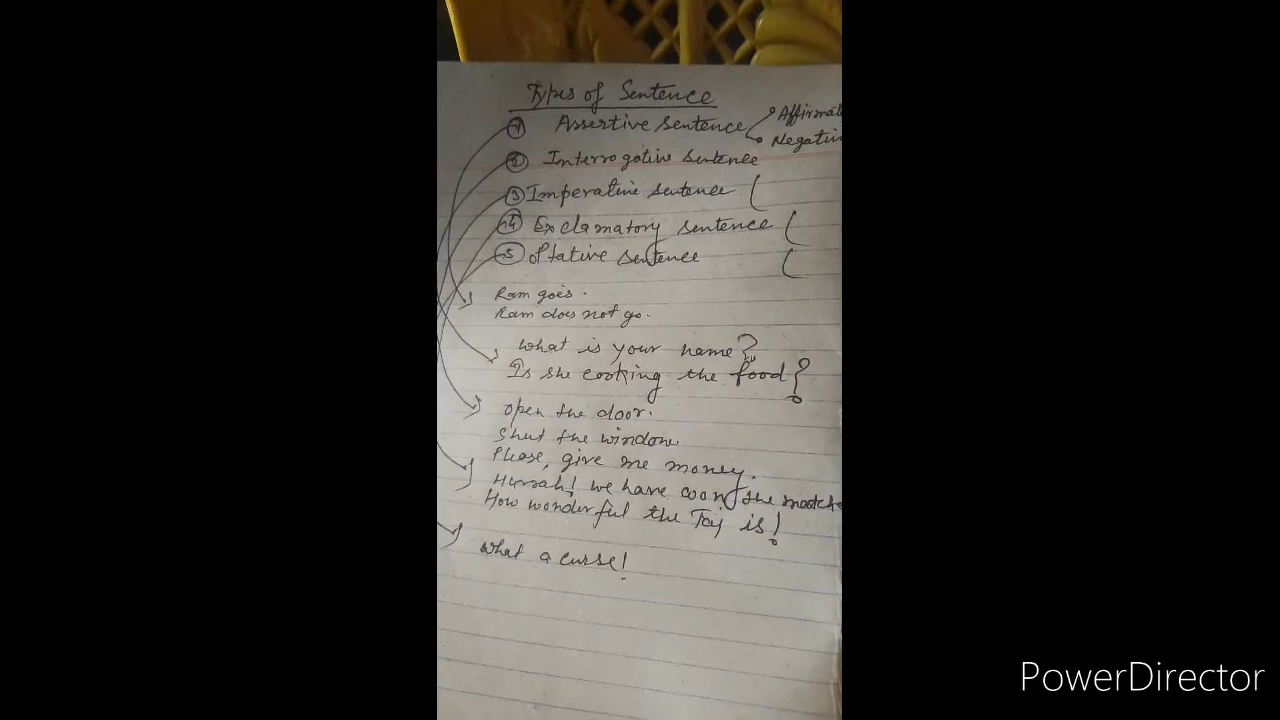 Types of Sentence
1 Assertive sentence
Affirmat
Negativ
2 Interrogative sentence
3 Imperative sentence (
4 Exclamatory sentence (
5 Optative sentence (
Ram goes.
Ram does not go.
What is your name?
Is she cooking the food?
Open the door.
Shut the window.
Please, give me money.
Hurrah! we have won the match
How wonderful the Taj is!
What a curse!
PowerDirector